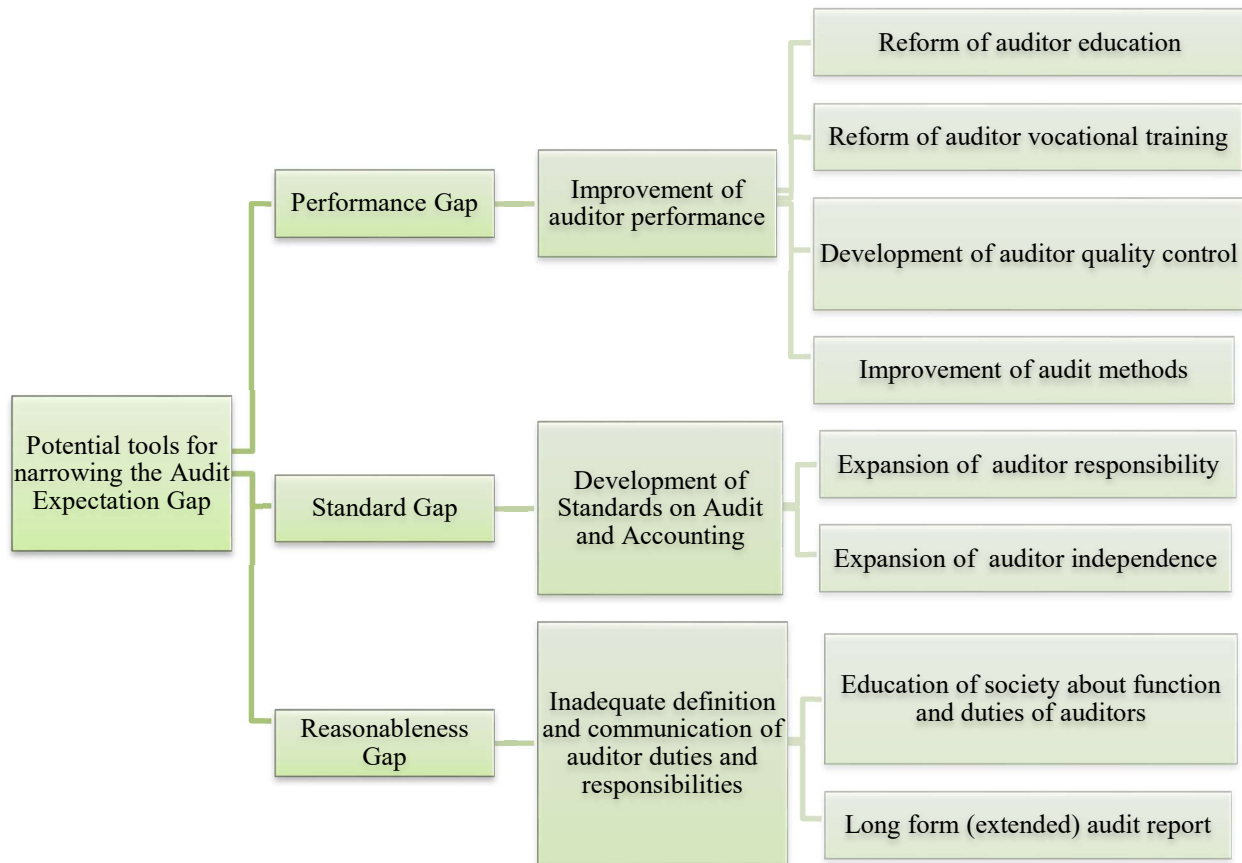 Potential tools for
narrowing the Audit
Expectation Gap
Performance Gap
Improvement of
auditor performance
Reform of auditor education
Reform of auditor vocational training
Development of auditor quality control
Improvement of audit methods
Standard Gap
Development of
Standards on Audit
and Accounting
Expansion of auditor responsibility
Expansion of auditor independence
Reasonableness
Gap
Inadequate definition
and communication of
auditor duties and
responsibilities
Education of society about function
and duties of auditors
Long form (extended) audit report